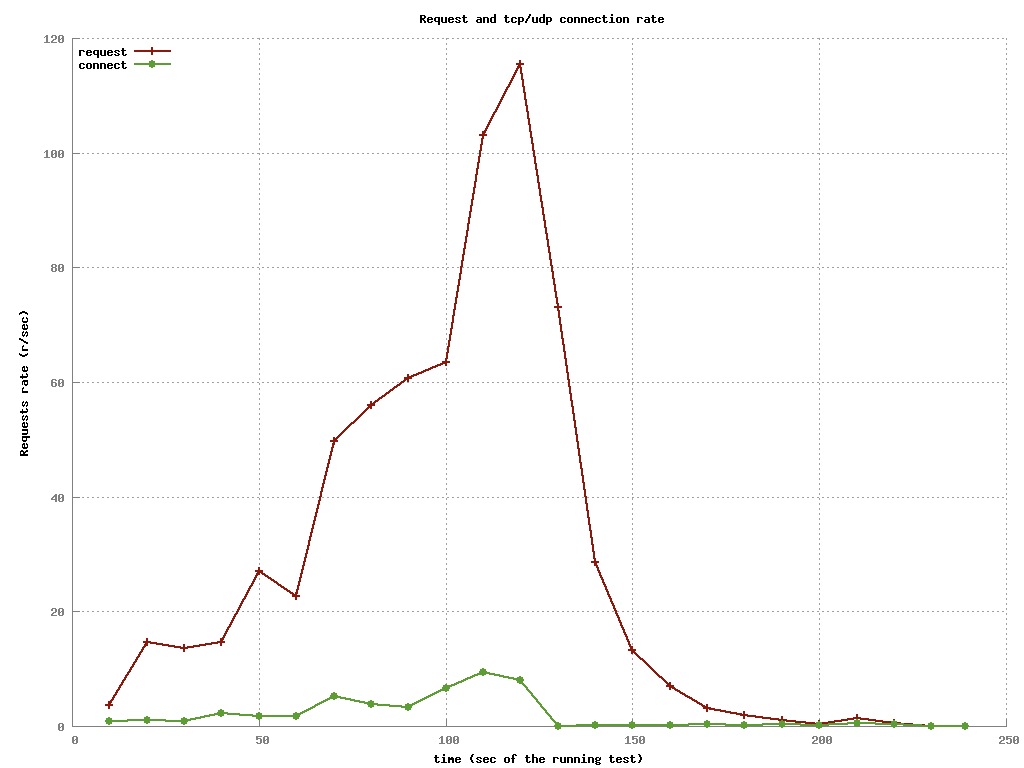 Request and tcp/udp connection rate
120
request
connect
100
80
60
40
20
0
Requests rate (r/sec)
0 50 100 150 200 250
time (sec of the running test)